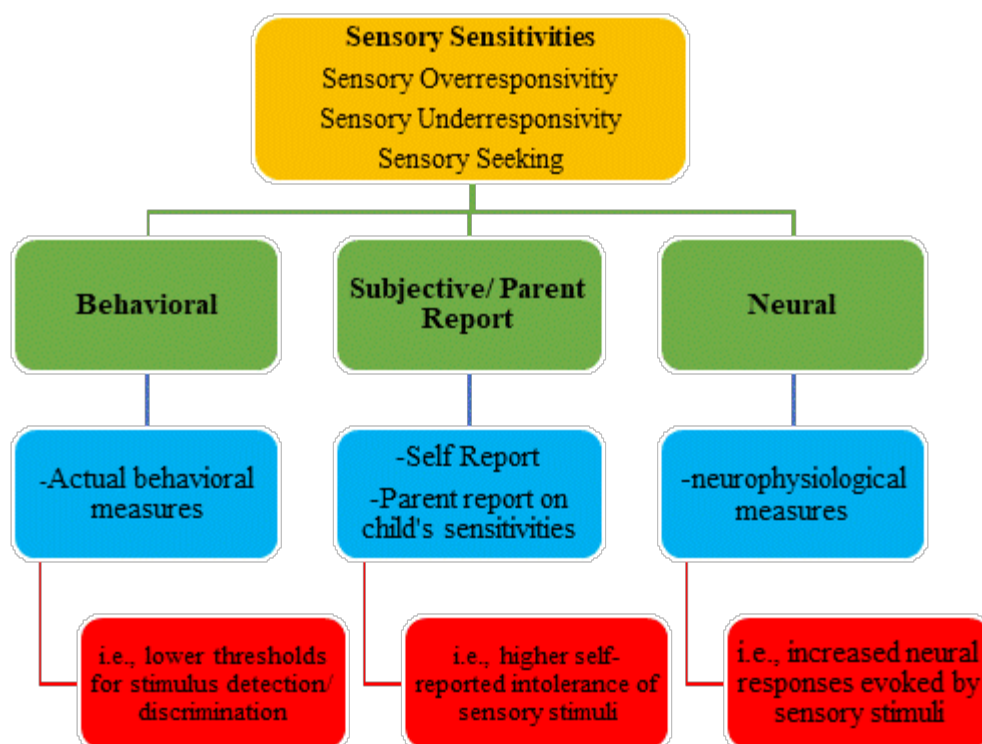 Sensory Sensitivities
Sensory Overresponsivitiy
Sensory Underresponsivity
Sensory Seeking
Behavioral
Subjective/ Parent
Report
Neural
-Actual behavioral
measures
-Self Report
-Parent report on
child's sensitivities
-neurophysiological
measures
i.e., lower thresholds
for stimulus detection/
discrimination
i.e., higher self-
reported intolerance of
sensory stimuli
i.e., increased neural
responses evoked by
sensory stimuli